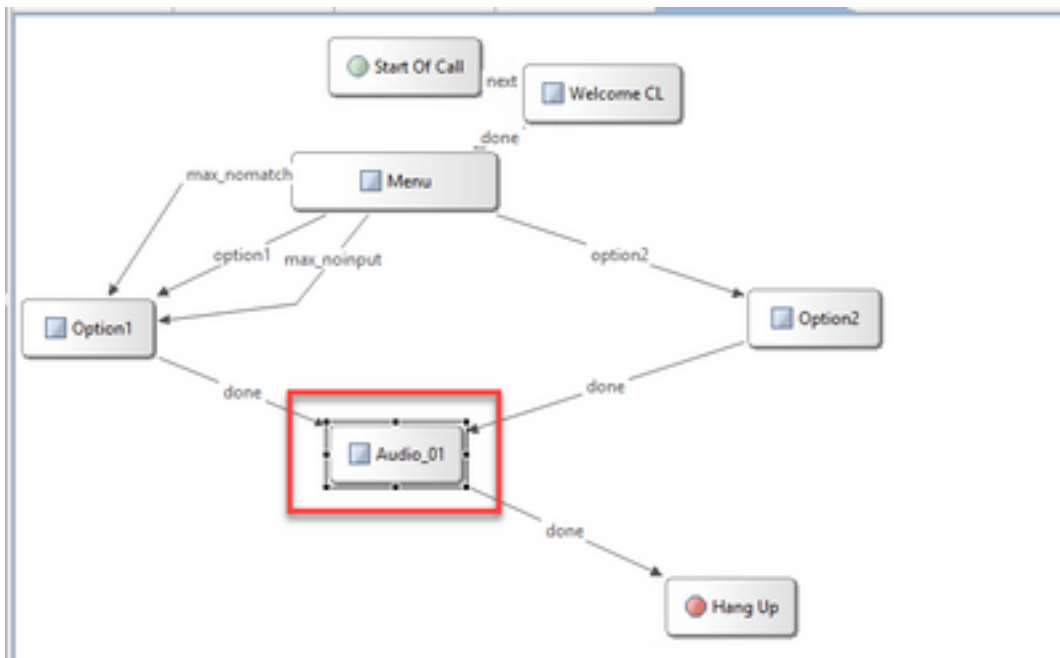 Start Of Call
next
Welcome CL
done
max_nomatch
Menu
option1
max_noinput
option2
Option1
Option2
done
done
Audio_01
done
Hang Up